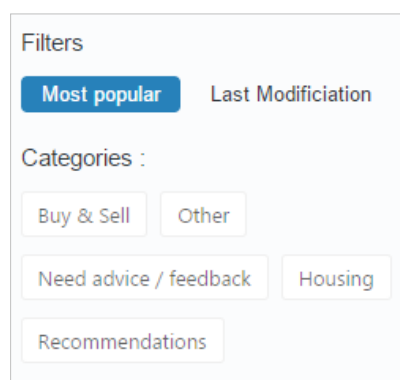 Filters
Most popular Last Modificiation
Categories :
Buy & Sell Other
Need advice / feedback Housing
Recommendations